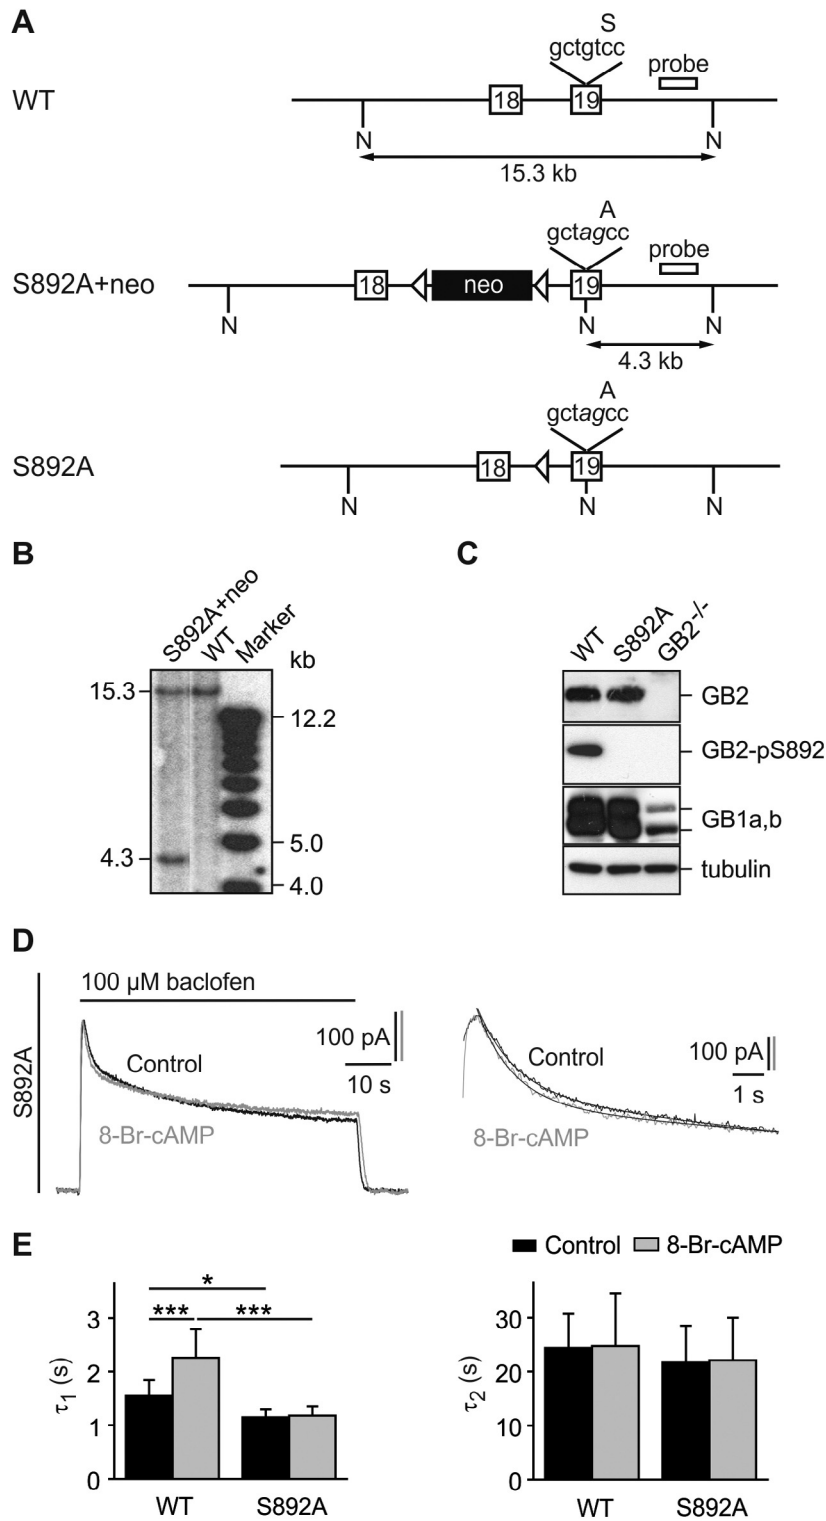 A
S
gctgtcc
probe
WT
18
19
N
N
15.3 kb
A
gctagcc
probe
S892A+neo
18
neo
19
N
N
N
4.3 kb
A
gctagcc
S892A
18
19
N
N
N
B
S892A+neo
WT
Marker
kb
15.3
12.2
5.0
4.3
4.0
C
WT
S892A
GB2-/-
GB2
GB2-pS892
GB1a,b
tubulin
D
S892A
100 µM baclofen
100 pA
10 s
Control
8-Br-cAMP
Control
100 pA
1 s
8-Br-cAMP
E
Control
8-Br-cAMP
*
***
***
τ1 (s)
3
2
1
0
WT
S892A
τ2 (s)
30
20
10
0
WT
S892A